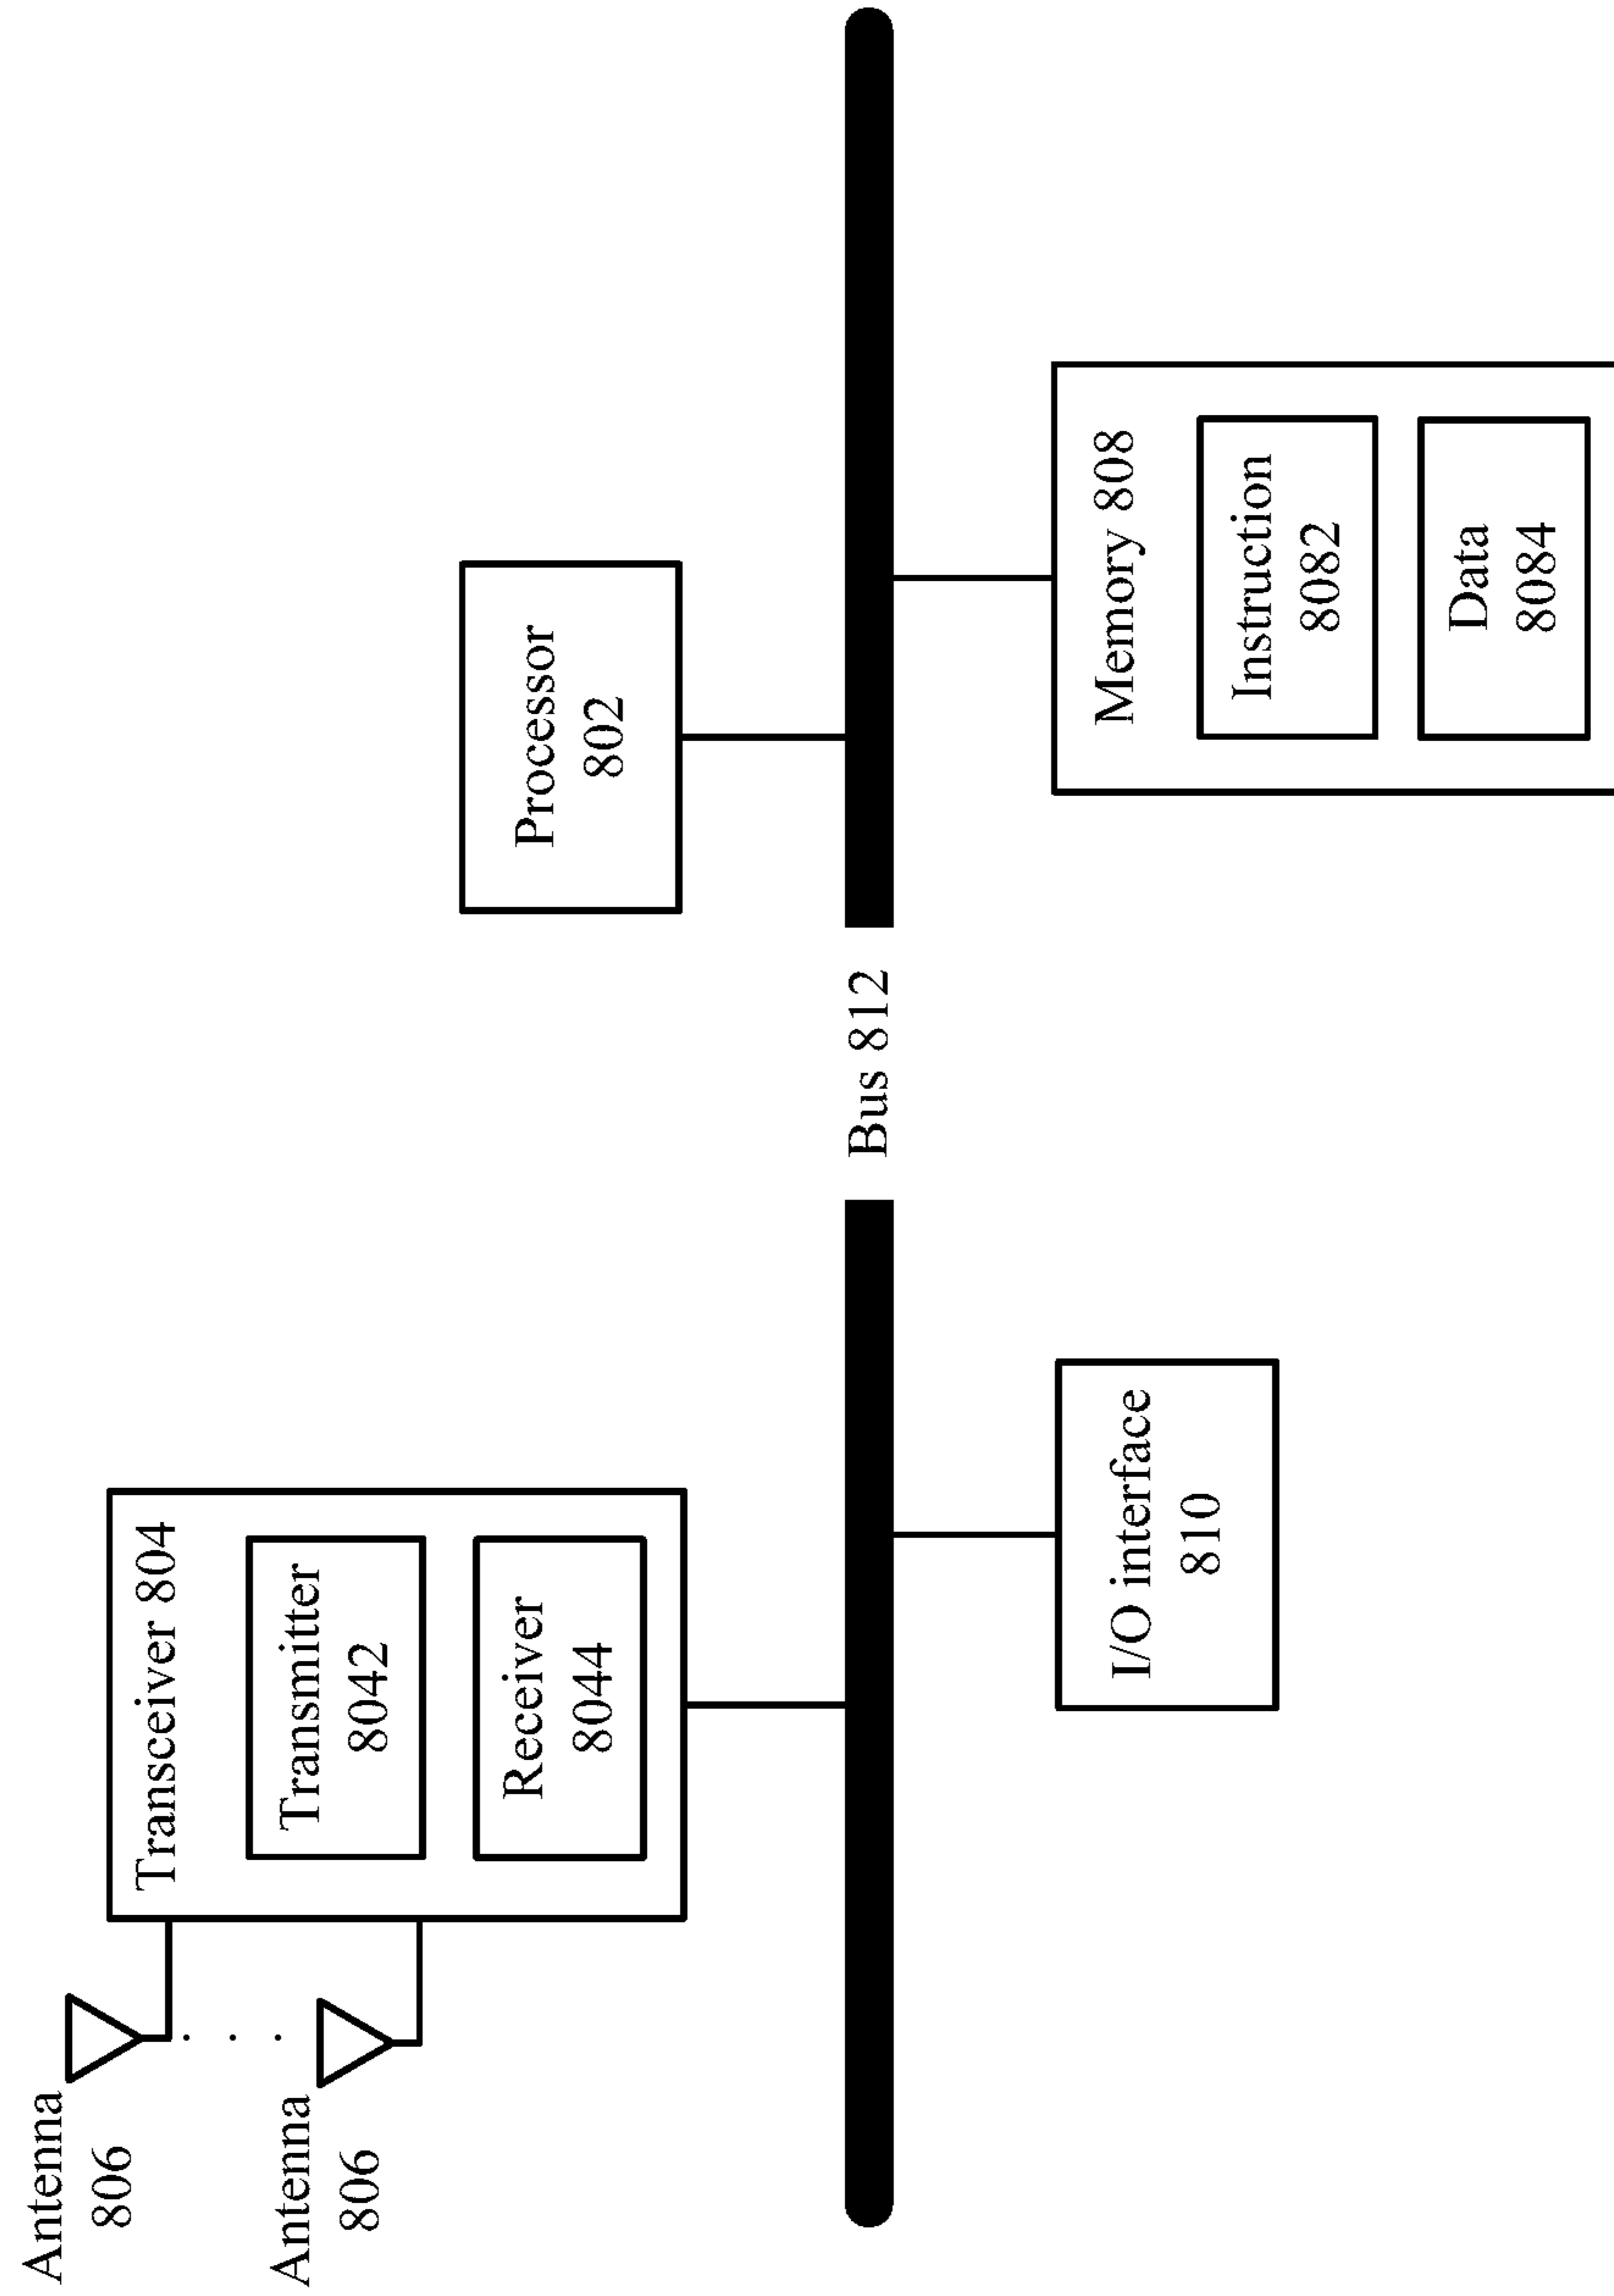 Antenna
806
Antenna
806
Transceiver 804
Transmitter
8042
Receiver
8044
Processor
802
Bus 812
I/O interface
810
Memory 808
Instruction
8082
Data
8084